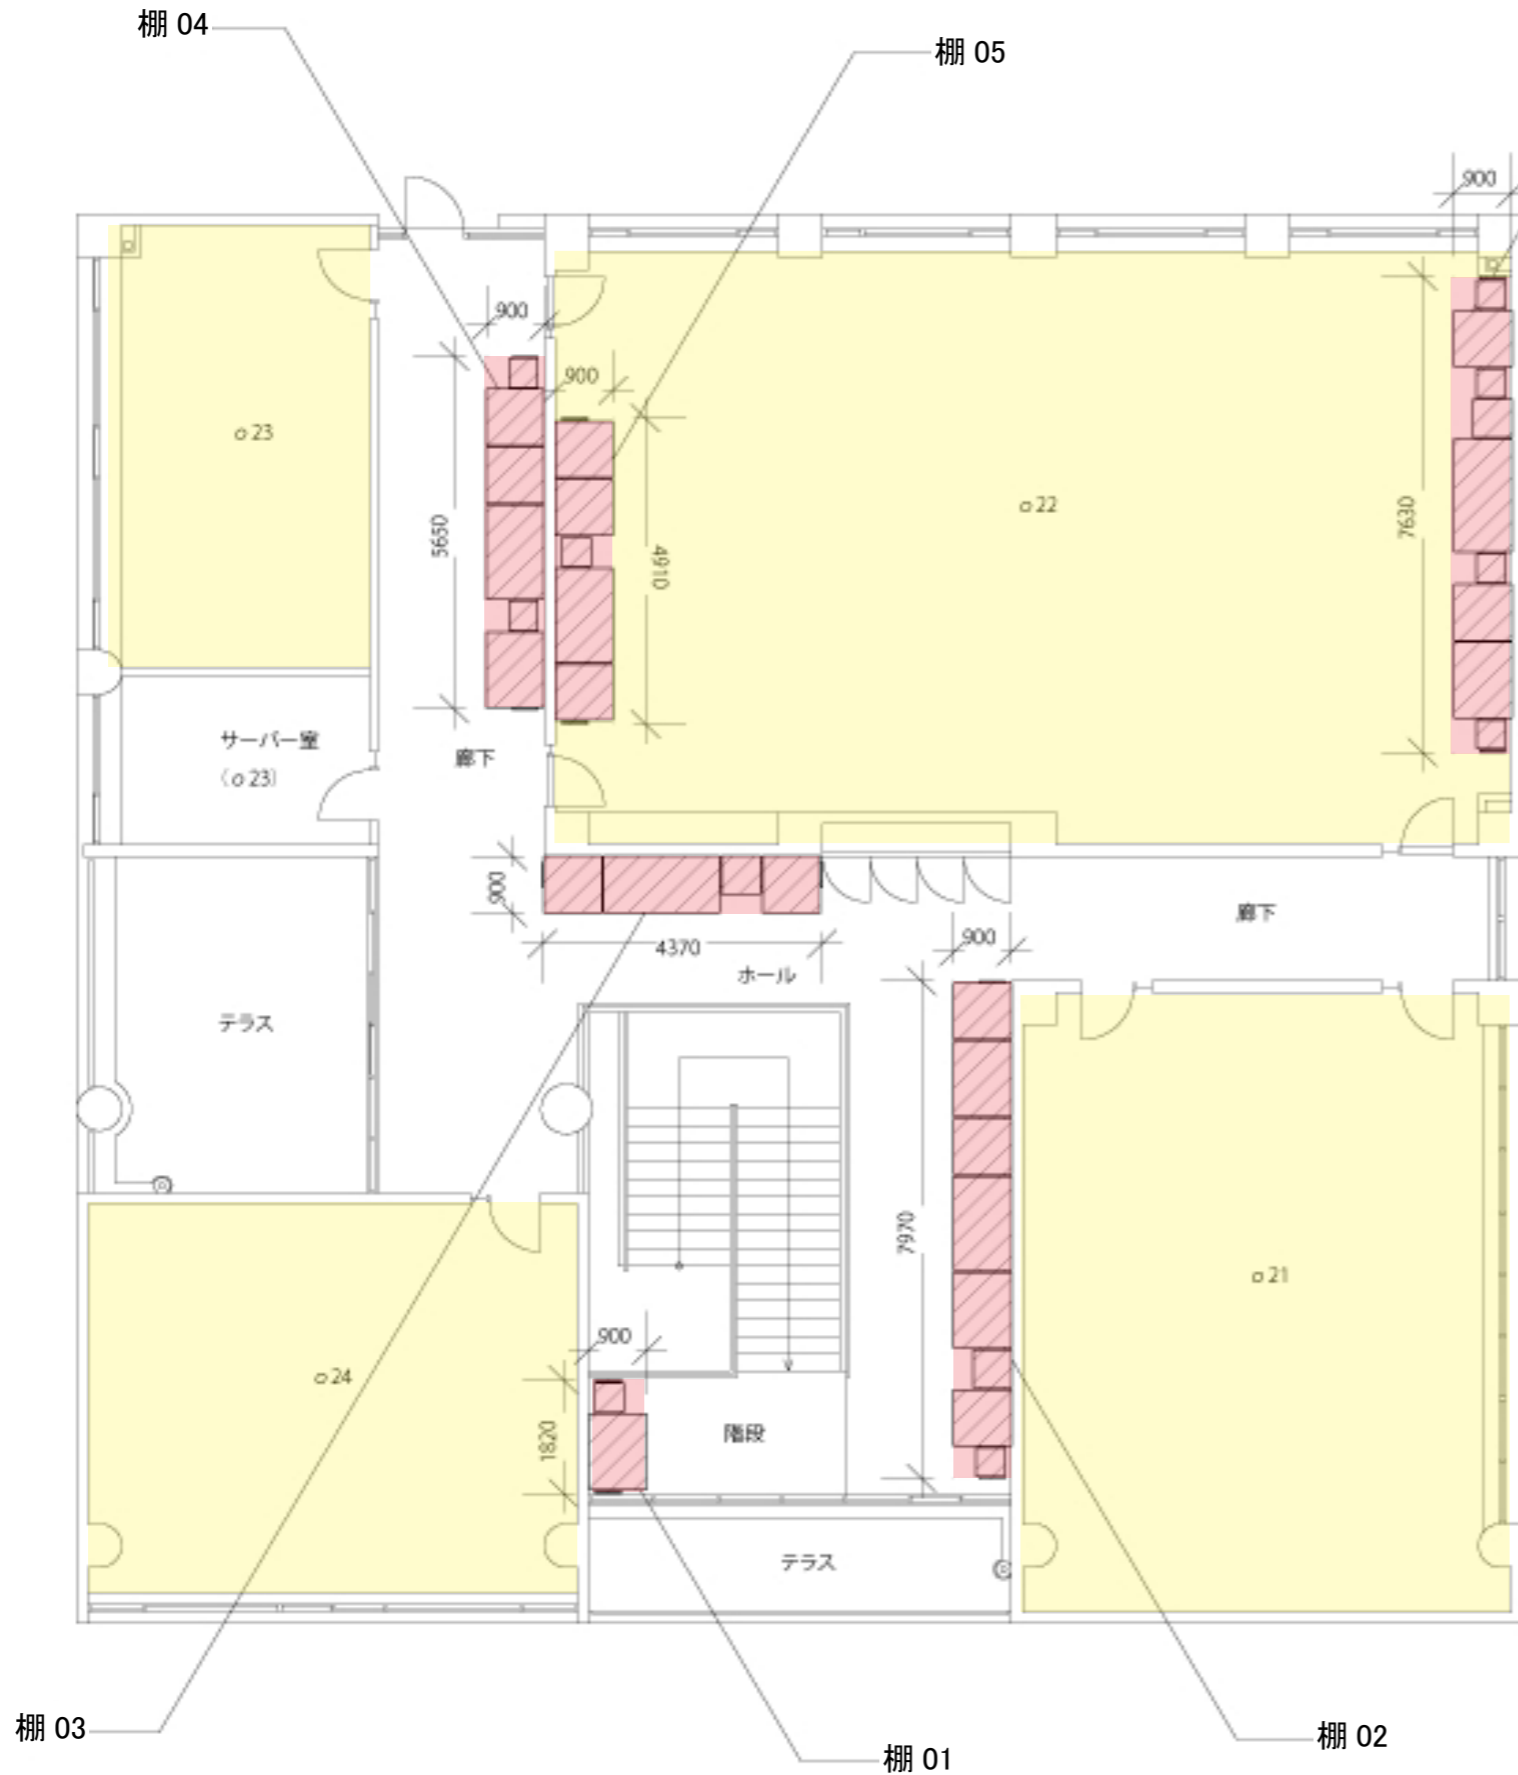 棚 04
棚 05
900
900
900
o 23
o 22
5650
4910
7630
サーバー室
(o 23)
廊下
900
4370
ホール
900
廊下
テラス
7970
o 21
900
o 24
1820
階段
テラス
棚 03
棚 01
棚 02